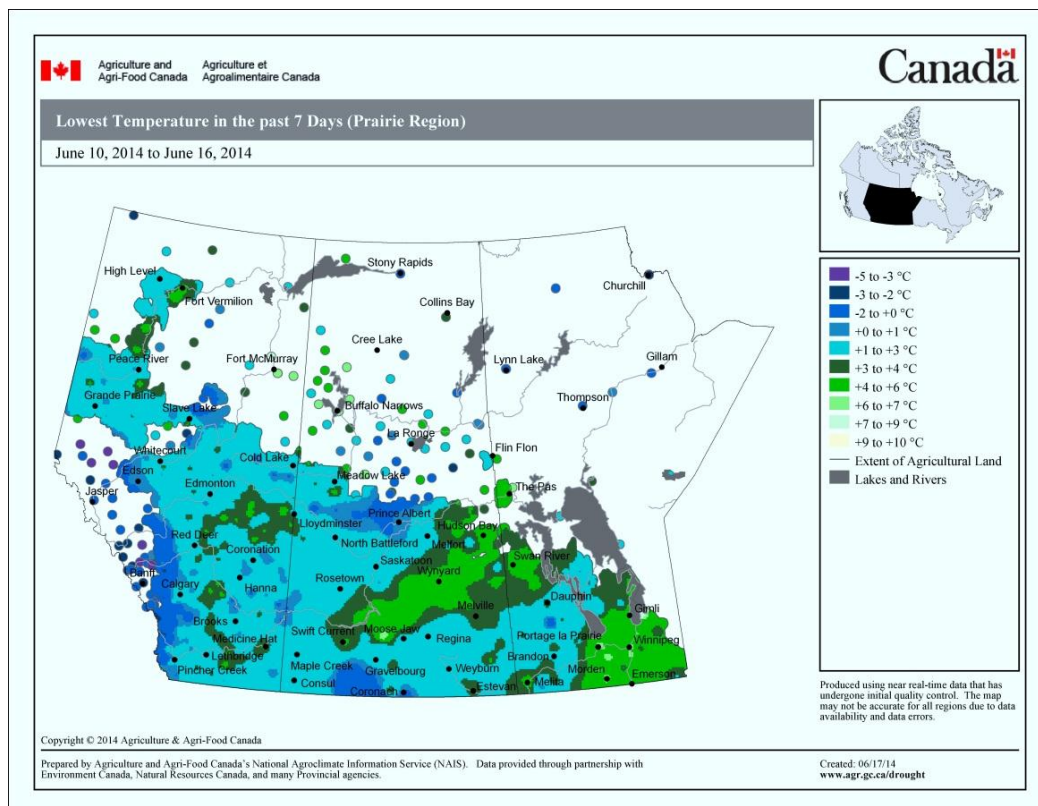 Agriculture and
Agri-Food Canada
Agriculture et
Agroalimentaire Canada
Canada
Lowest Temperature in the past 7 Days (Prairie Region)
June 10, 2014 to June 16, 2014
Stony Rapids
High Level
Churchill
Fort Vermilion
Collins Bay
Cree Lake
Peace River
Fort McMurray
Lynn Lake
Gillam
Grande Prairie
Slave Lake
Buffalo Narrows
Thompson
La Ronge
Whitecourt
Flin Flon
Cold Lake
Edson
Meadow Lake
Jasper
Edmonton
The Pas
Lloydminster
Prince Albert
Hudson Bay
Red Deer
North Battleford
Melfort
Coronation
Swan River
Saskatoon
Banff
Rosetown
Wynyard
Calgary
Hanna
Dauphin
Melville
Gimli
Brooks
Swift Current
Moose Jaw
Regina
Portage la Prairie
Winnipeg
Medicine Hat
Lethbridge
Brandon
Pincher Creek
Maple Creek
Gravelbourg
Weyburn
Morden
Consul
Coronach
Estevan
Melita
Emerson
-5 to -3 °C
-3 to -2 °C
-2 to +0 °C
+0 to +1 °C
+1 to +3 °C
+3 to +4 °C
+4 to +6 °C
+6 to +7 °C
+7 to +9 °C
+9 to +10 °C
Extent of Agricultural Land
Lakes and Rivers
Produced using near real-time data that has
undergone initial quality control. The map
may not be accurate for all regions due to data
availability and data errors.
Copyright © 2014 Agriculture & Agri-Food Canada
Prepared by Agriculture and Agri-Food Canada's National Agroclimate Information Service (NAIS). Data provided through partnership with
Environment Canada, Natural Resources Canada, and many Provincial agencies.
Created: 06/17/14
www.agr.gc.ca/drought